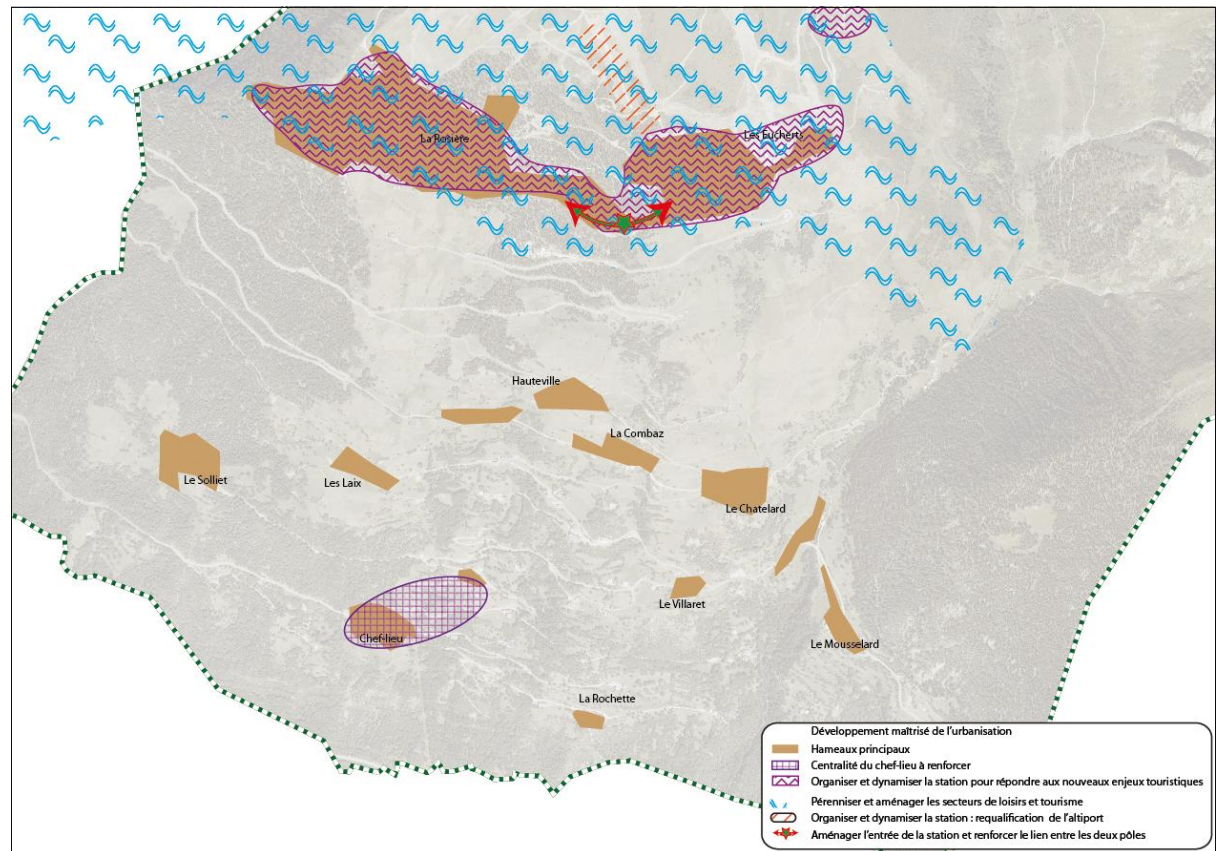 La Rosière
Les Eucherts
Hauteville
La Combaz
Le Solliet
Les Laix
Le Chatelard
Le Villaret
Chef-lieu
Le Mousselard
La Rochette
Développement maîtrisé de l'urbanisation
Hameaux principaux
Centralité du chef-lieu à renforcer
Organiser et dynamiser la station pour répondre aux nouveaux enjeux touristiques
Pérenniser et aménager les secteurs de loisirs et tourisme
Organiser et dynamiser la station : requalification de l'altiport
Aménager l'entrée de la station et renforcer le lien entre les deux pôles